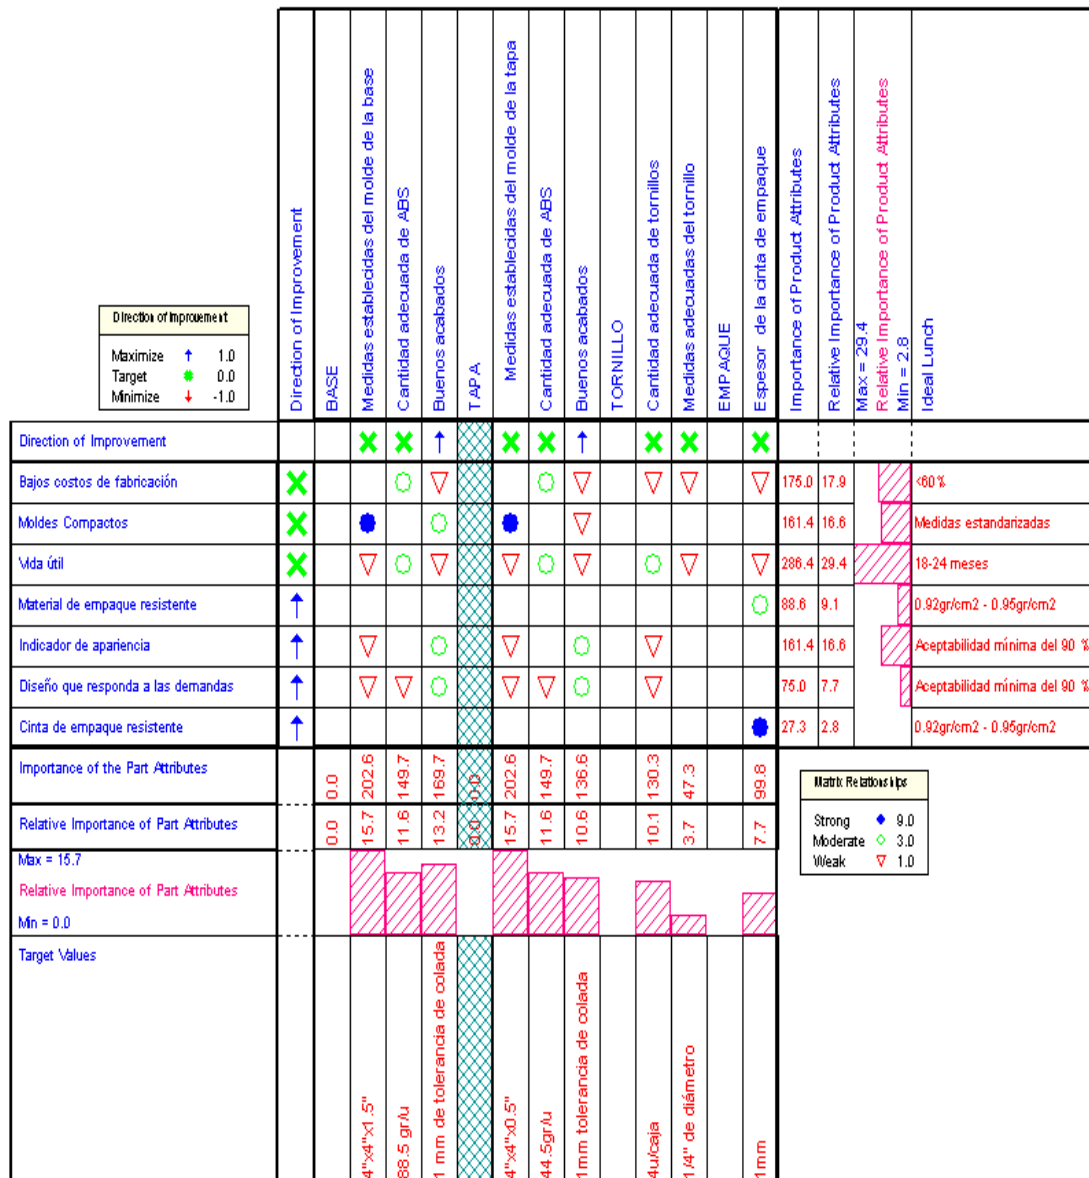 Direction of Improvement
Maximize 1.0
Target 0.0
Minimize -1.0
Direction of Improvement
BASE
Medidas establecidas del molde de la base
Cantidad adecuada de ABS
Buenos acabados
TAPA
Medidas establecidas del molde de la tapa
Cantidad adecuada de ABS
Buenos acabados
TORNILLO
Cantidad adecuada de tornillos
Medidas adecuadas del tornillo
EMPAQUE
Espesor de la cinta de empaque
Importance of Product Attributes
Relative Importance of Product Attributes
Max = 29.4
Relative Importance of Product Attributes
Min = 2.8
Ideal Lunch
Direction of Improvement
Bajos costos de fabricación 175.0 17.9 <60%
Moldes Compactos 161.4 16.6 Medidas estandarizadas
Vida útil 286.4 29.4 18-24 meses
Material de empaque resistente 88.6 9.1 0.92gr/cm2 - 0.95gr/cm2
Indicador de apariencia 161.4 16.6 Aceptabilidad mínima del 90 %
Diseño que responda a las demandas 75.0 7.7 Aceptabilidad mínima del 90 %
Cinta de empaque resistente 27.3 2.8 0.92gr/cm2 - 0.95gr/cm2
Importance of the Part Attributes 0.0 202.6 149.7 169.7 0.0 202.6 149.7 136.6 130.3 47.3 99.8
Relative Importance of Part Attributes 0.0 15.7 11.6 13.2 0.0 15.7 11.6 10.6 10.1 3.7 7.7
Max = 15.7
Relative Importance of Part Attributes
Min = 0.0
Matrix Relationships
Strong 9.0
Moderate 3.0
Weak 1.0
Target Values
4"x4"x1.5"
88.5 gr/u
1 mm de tolerancia de colada
4"x4"x0.5"
44.5gr/u
1mm tolerancia de colada
4u/caja
1/4" de diámetro
1mm